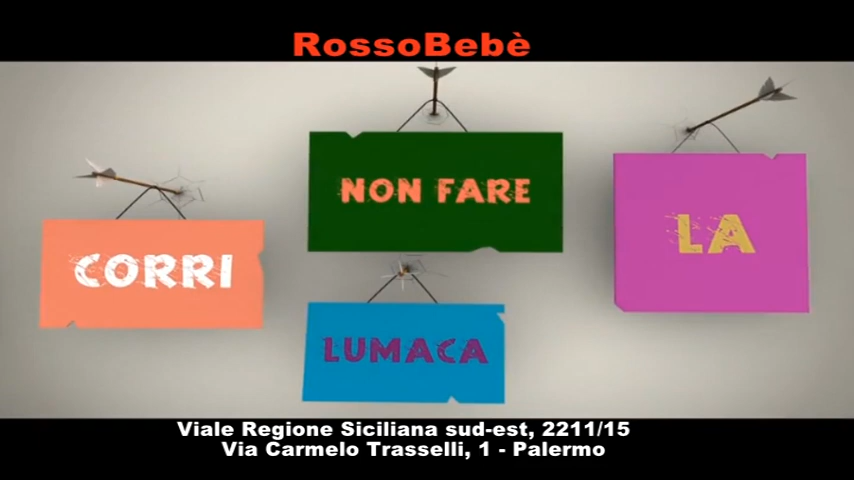 RossoBebè
CORRI
NON FARE
LA
LUMACA
Viale Regione Siciliana sud-est, 2211/15
Via Carmelo Trasselli, 1 - Palermo